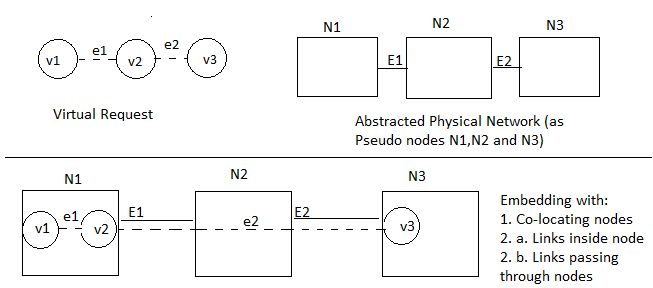 N1
N2
N3
e1
e2
v1
v2
v3
E1
E2
Virtual Request
Abstracted Physical Network (as
Pseudo nodes N1,N2 and N3)
N1
N2
N3
e1
E1
e2
E2
v1
v2
v3
Embedding with:
1. Co-locating nodes
2. a. Links inside node
2. b. Links passing
through nodes